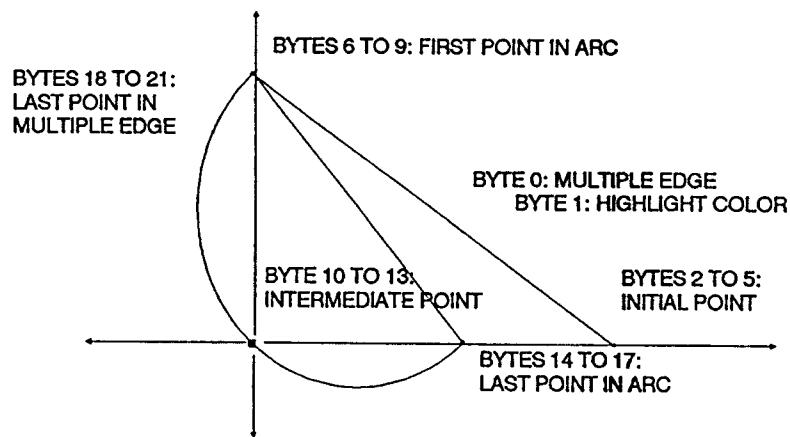 BYTES 6 TO 9: FIRST POINT IN ARC
BYTES 18 TO 21:
LAST POINT IN
MULTIPLE EDGE
BYTE 0: MULTIPLE EDGE
BYTE 1: HIGHLIGHT COLOR
BYTE 10 TO 13:
INTERMEDIATE POINT
BYTES 2 TO 5:
INITIAL POINT
BYTES 14 TO 17:
LAST POINT IN ARC